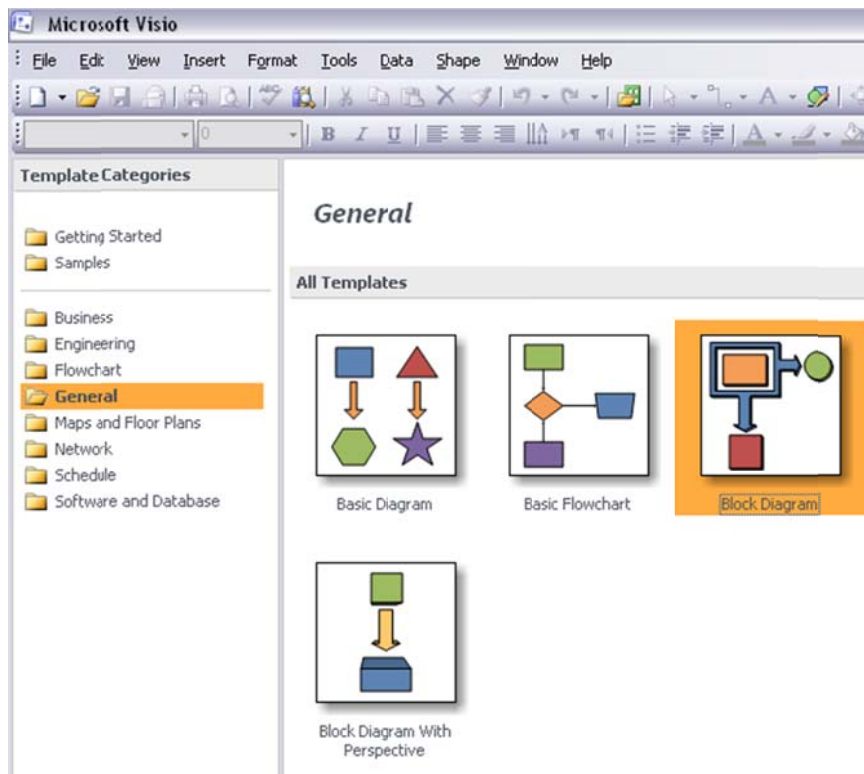 Microsoft Visio
File Edit View Insert Format Tools Data Shape Window Help
0 B I U A
Template Categories
Getting Started
Samples
Business
Engineering
Flowchart
General
Maps and Floor Plans
Network
Schedule
Software and Database
General
All Templates
Basic Diagram
Basic Flowchart
Block Diagram
Block Diagram With
Perspective